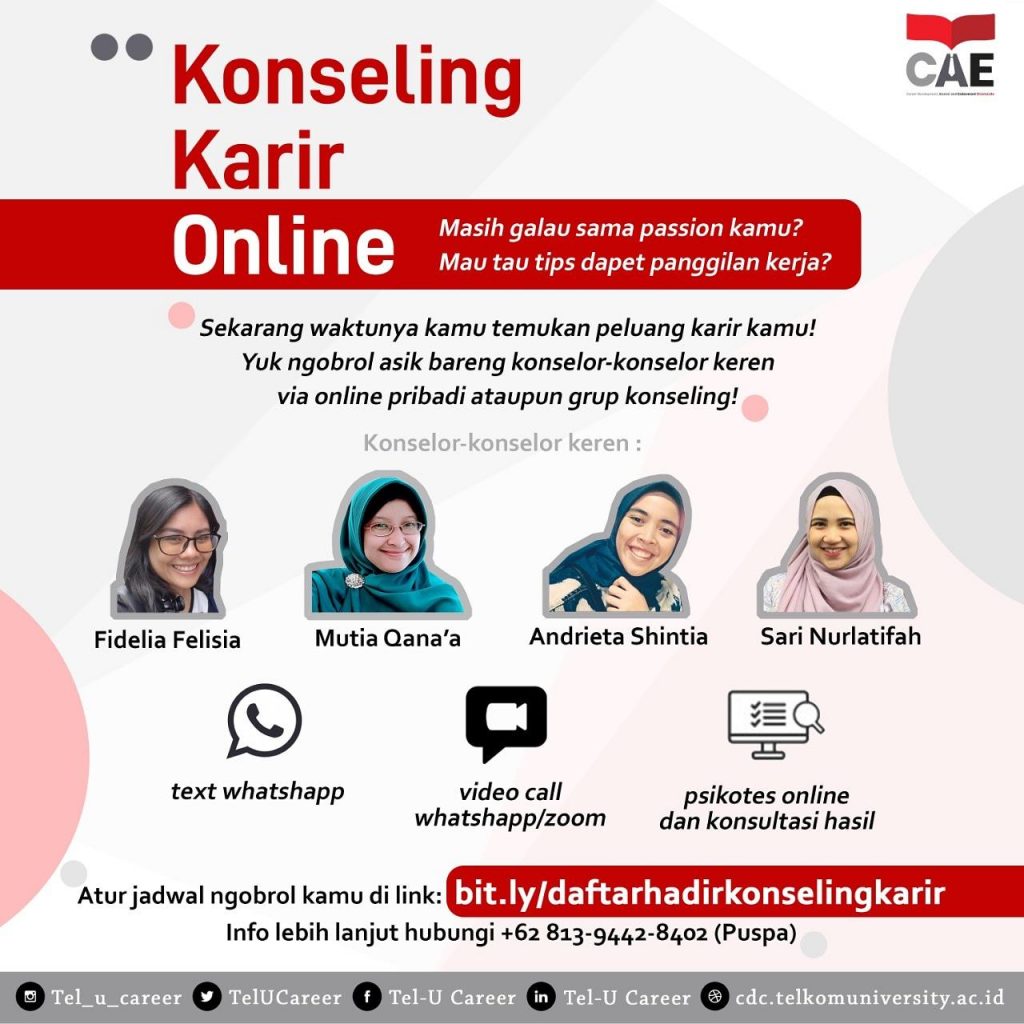 Konseling
Karir
Online
Masih galau sama passion kamu?
Mau tau tips dapet panggilan kerja?
CAE
Sekarang waktunya kamu temukan peluang karir kamu!
Yuk ngobrol asik bareng konselor-konselor keren
via online pribadi ataupun grup konseling!
Konselor-konselor keren :
Fidelia Felisia
Mutia Qana'a
Andrieta Shintia
Sari Nurlatifah
text whatshapp
video call
whatshapp/zoom
psikotes online
dan konsultasi hasil
Atur jadwal ngobrol kamu di link: bit.ly/daftarhadirkonselingkarir
Info lebih lanjut hubungi +62 813-9442-8402 (Puspa)
Tel_u_career TelUCareer Tel-U Career Tel-U Career cdc.telkomuniversity.ac.id